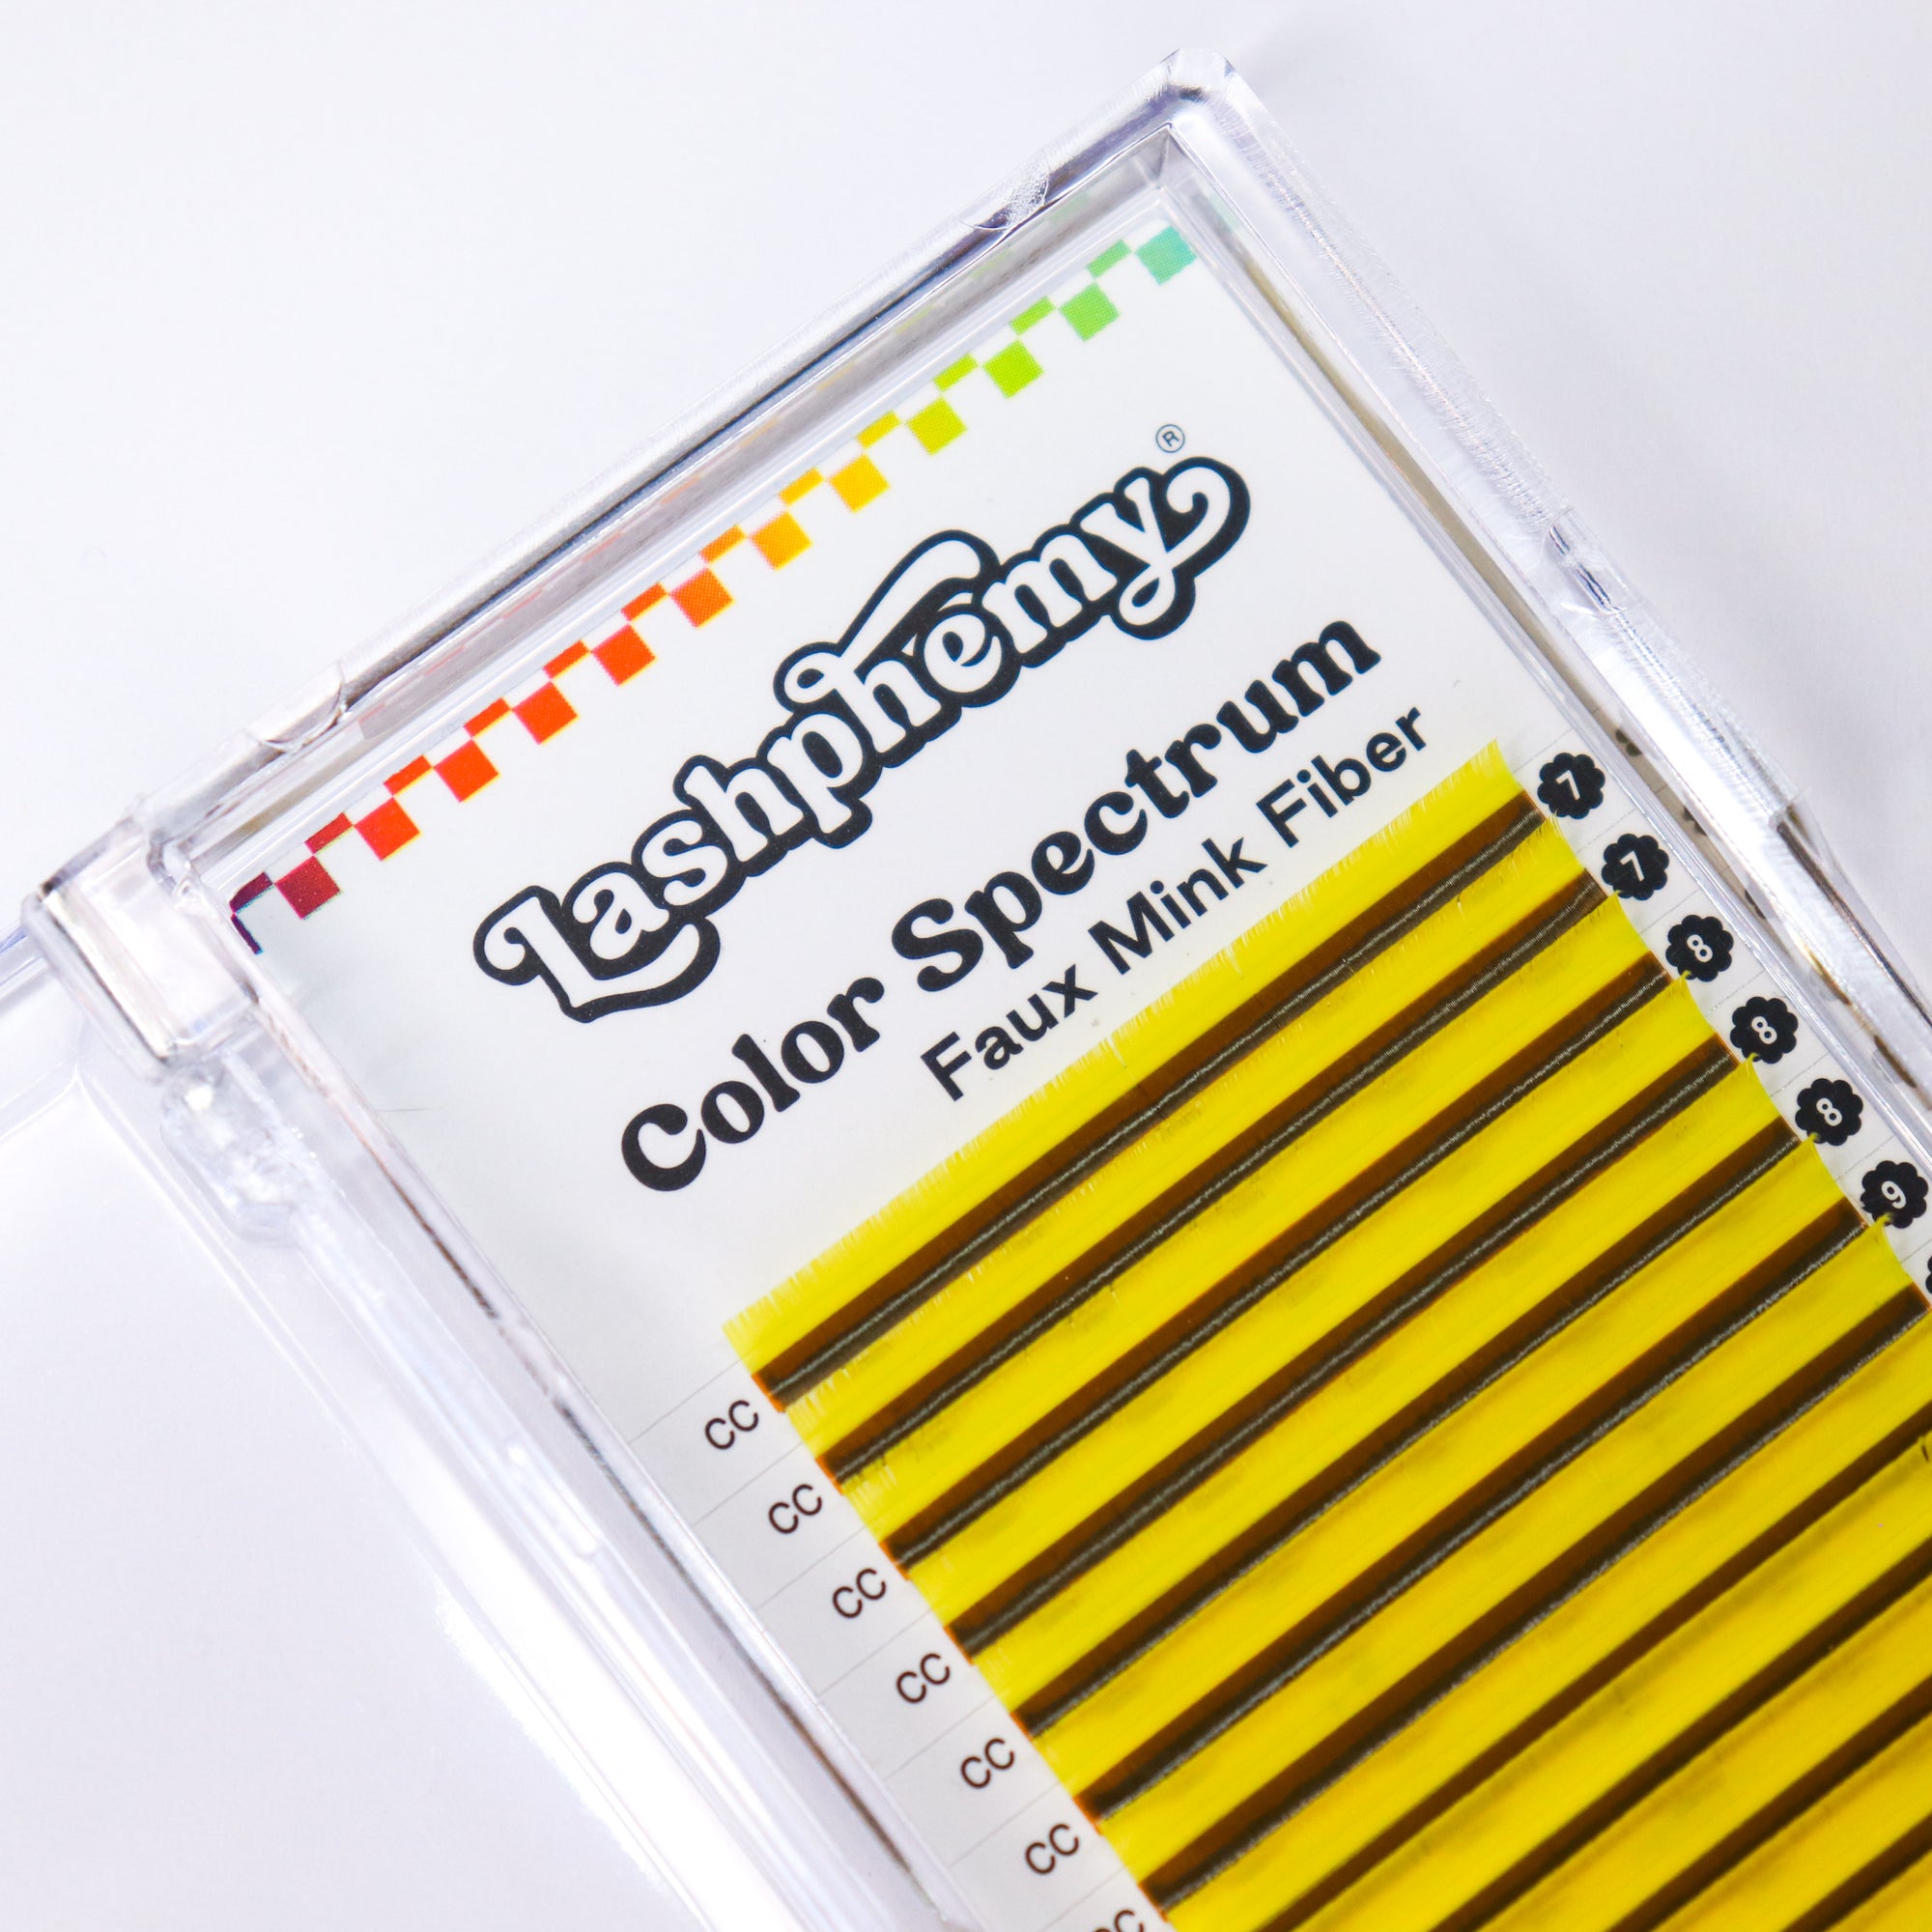 Lashphemy®
Color Spectrum
Faux Mink Fiber
CC 7
CC 7
CC 8
CC 8
CC 8
CC 9